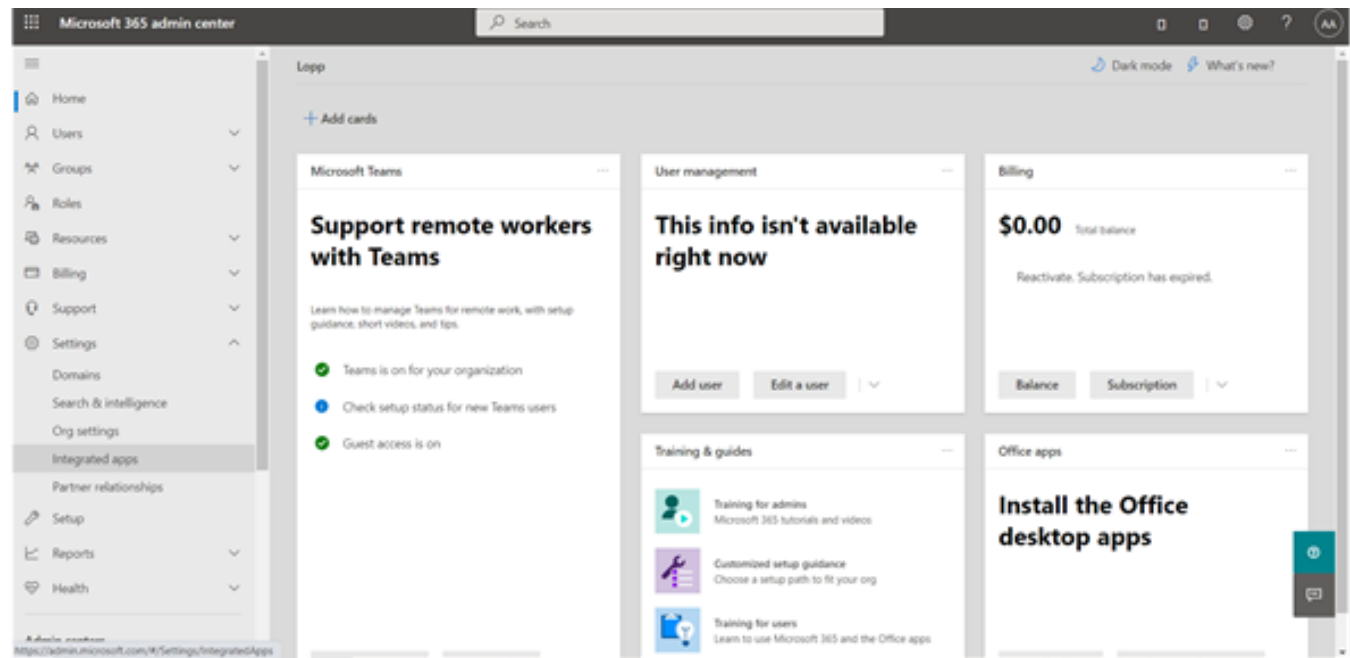 Microsoft 365 admin center
Search
?
AA
Home
Users
Groups
Roles
Resources
Billing
Support
Settings
Domains
Search & intelligence
Org settings
Integrated apps
Partner relationships
Setup
Reports
Health
Admin centers
https://admin.microsoft.com/#/Settings/IntegratedApps
Lopp
Dark mode
What's new?
Add cards
Microsoft Teams
Support remote workers
with Teams
Learn how to manage Teams for remote work, with setup
guidance, short videos, and tips.
Teams is on for your organization
Check setup status for new Teams users
Guest access is on
User management
This info isn't available
right now
Add user
Edit a user
Billing
$0.00 Total balance
Reactivate. Subscription has expired.
Balance
Subscription
Training & guides
Training for admins
Microsoft 365 tutorials and videos
Customized setup guidance
Choose a setup path to fit your org
Training for users
Learn to use Microsoft 365 and the Office apps
Office apps
Install the Office
desktop apps